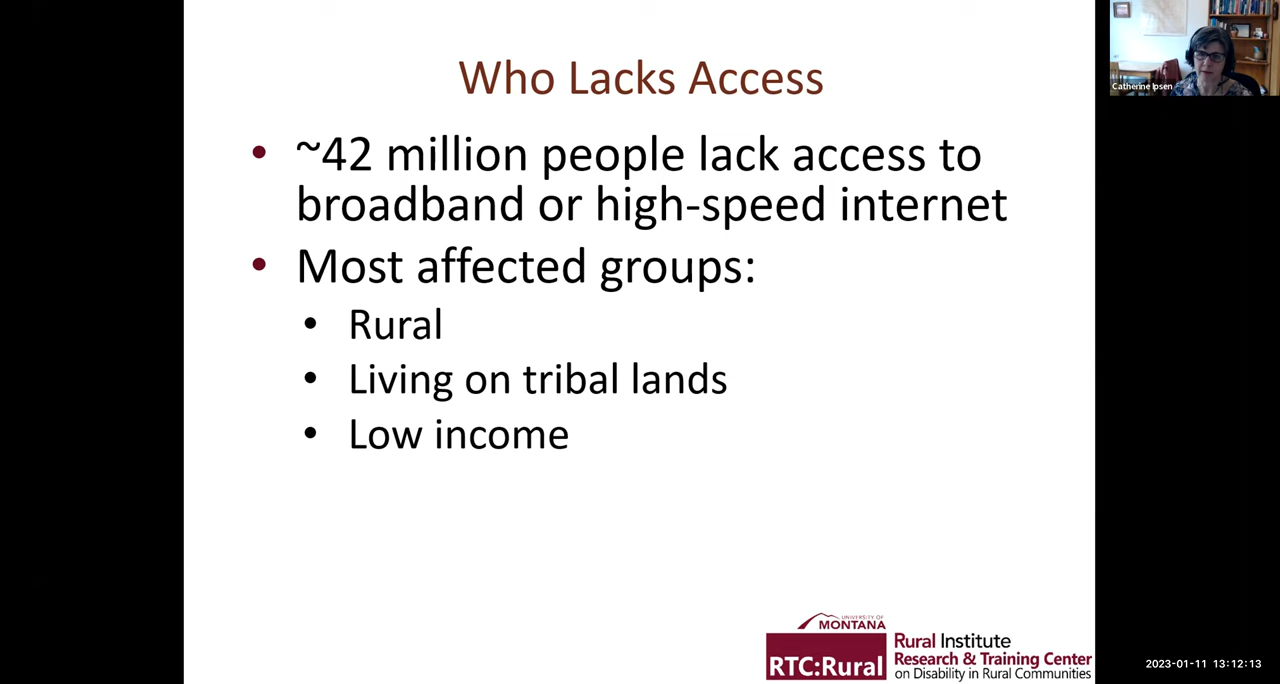 Who Lacks Access
• ~42 million people lack access to
broadband or high-speed internet
• Most affected groups:
• Rural
• Living on tribal lands
• Low income
UNIVERSITY OF
MONTANA
RTC:Rural
Rural Institute
Research & Training Center
on Disability in Rural Communities
Catherine Ipsen
2023-01-11 13:12:13